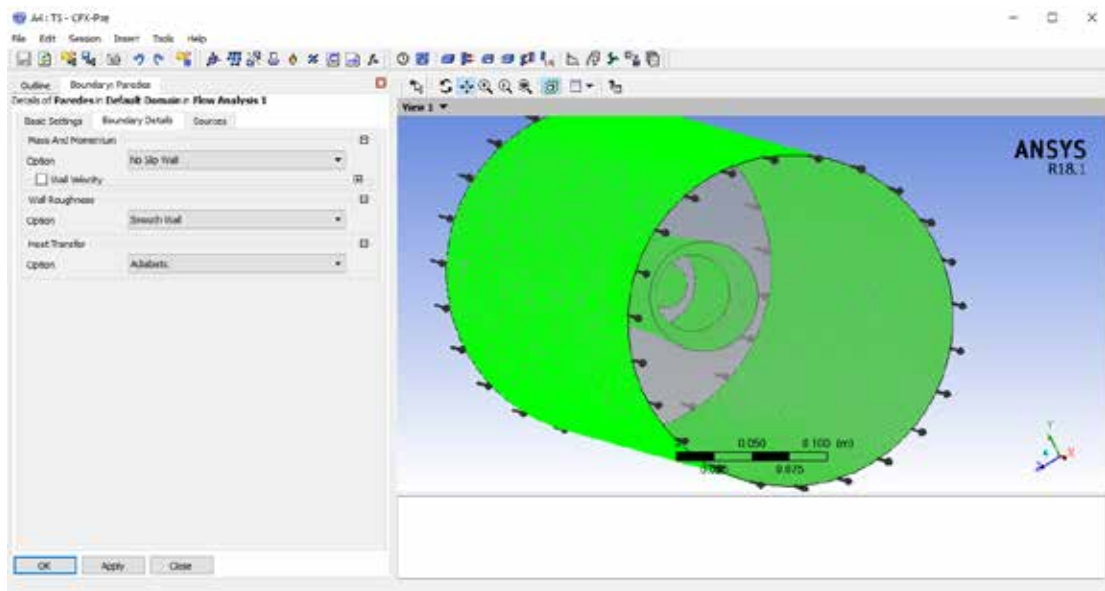 A4 : TS - CFX-Pre
File Edit Session Insert Tools Help
Outline Boundary: Paredes
Details of Paredes in Default Domain in Flow Analysis 1
Basic Settings Boundary Details Sources
Mass And Momentum
Option No Slip Wall
Wall Velocity
Wall Roughness
Option Smooth Wall
Heat Transfer
Option Adiabatic
OK Apply Close
View 1
ANSYS
R18.1
0.050 0.100 (m)
0.075
Y
X
Z